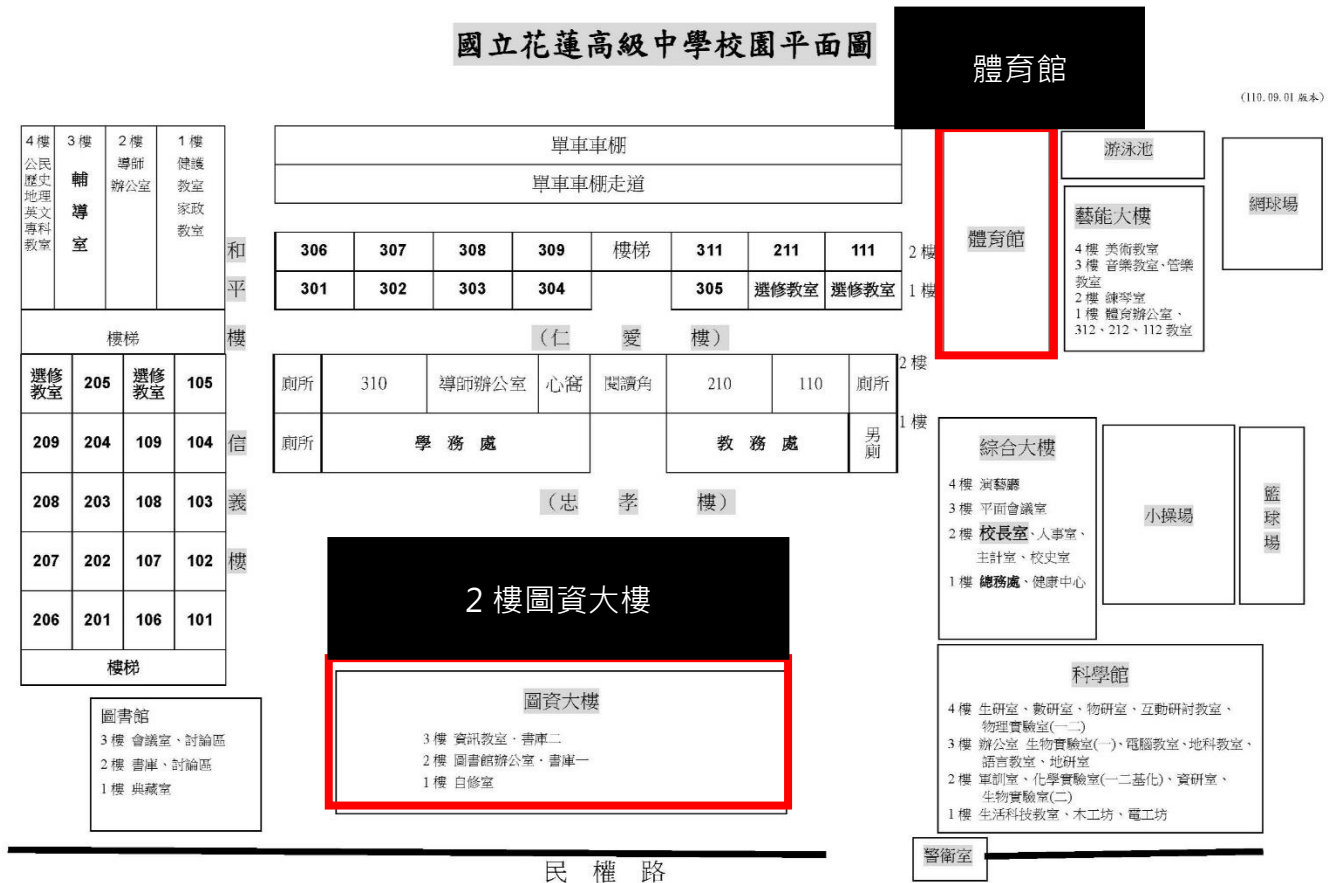 國立花蓮高級中學校園平面圖
體育館
(110.09.01 版本)
4樓
公民
歷史
地理
英文
專科
教室
3樓
輔
導
室
2樓
導師
辦公室
1樓
健護
教室
家政
教室
和
平
樓
樓梯
選修教室 205 選修教室 105
209 204 109 104
208 203 108 103
207 202 107 102
206 201 106 101
樓梯
信
義
樓
單車車棚
單車車棚走道
306 307 308 309 樓梯 311 211 111 2樓
301 302 303 304 305 選修教室 選修教室 1樓
(仁 愛 樓)
2樓
廁所 310 導師辦公室 心窩 閱讀角 210 110 廁所
1樓
廁所 學務處 教務處 男廁
(忠 孝 樓)
體育館
游泳池
網球場
藝能大樓
4樓 美術教室
3樓 音樂教室、管樂
教室
2樓 練琴室
1樓 體育辦公室、
312、212、112 教室
綜合大樓
4樓 演藝廳
3樓 平面會議室
2樓 校長室、人事室、
主計室、校史室
1樓 總務處、健康中心
小操場
籃
球
場
2樓圖資大樓
圖資大樓
3樓 資訊教室．書庫二
2樓 圖書館辦公室．書庫一
1樓 自修室
圖書館
3樓 會議室、討論區
2樓 書庫、討論區
1樓 典藏室
科學館
4樓 生研室、數研室、物研室、互動研討教室、
物理實驗室(一二)
3樓 辦公室 生物實驗室(一)、電腦教室、地科教室、
語言教室、地研室
2樓 軍訓室、化學實驗室(一二基化)、資研室、
生物實驗室(二)
1樓 生活科技教室、木工坊、電工坊
警衛室
民 權 路